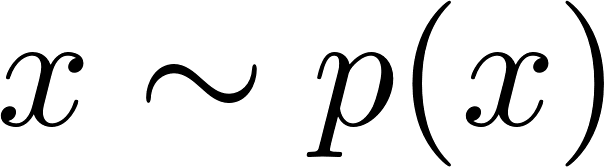 x ∼ p(x)